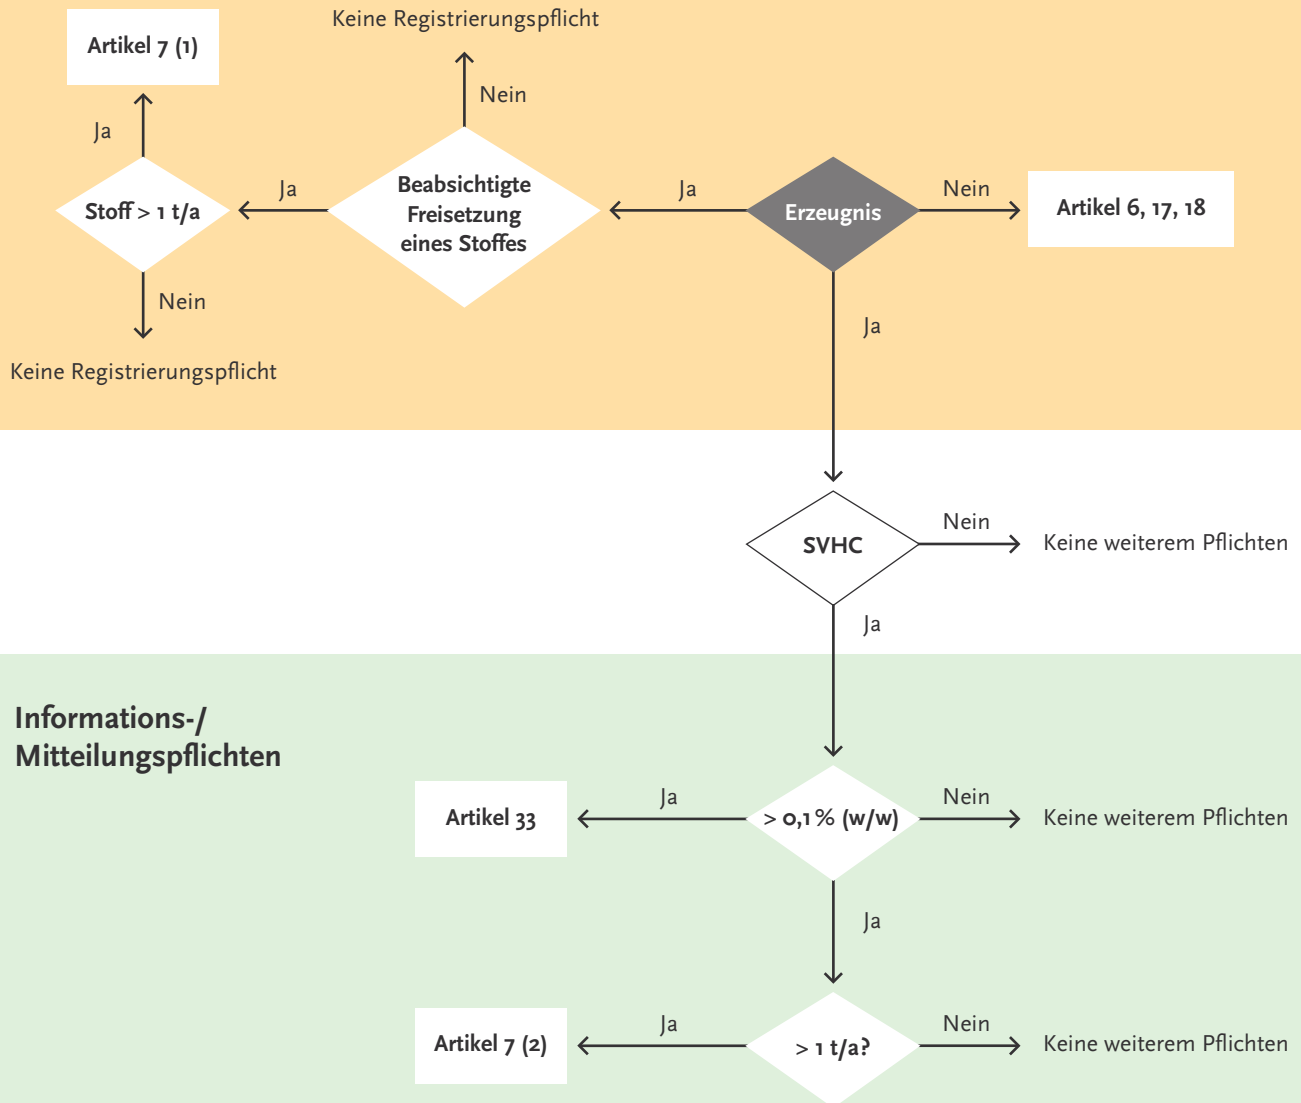 Keine Registrierungspflicht
Artikel 7 (1)
Nein
Ja
Beabsichtigte
Freisetzung
eines Stoffes
Ja
Ja
Nein
Stoff > 1 t/a
Erzeugnis
Artikel 6, 17, 18
Nein
Ja
Keine Registrierungspflicht
Nein
SVHC
Keine weiterem Pflichten
Ja
Informations-/
Mitteilungspflichten
Ja
Nein
Artikel 33
> 0,1 % (w/w)
Keine weiterem Pflichten
Ja
Ja
Nein
Artikel 7 (2)
> 1 t/a?
Keine weiterem Pflichten